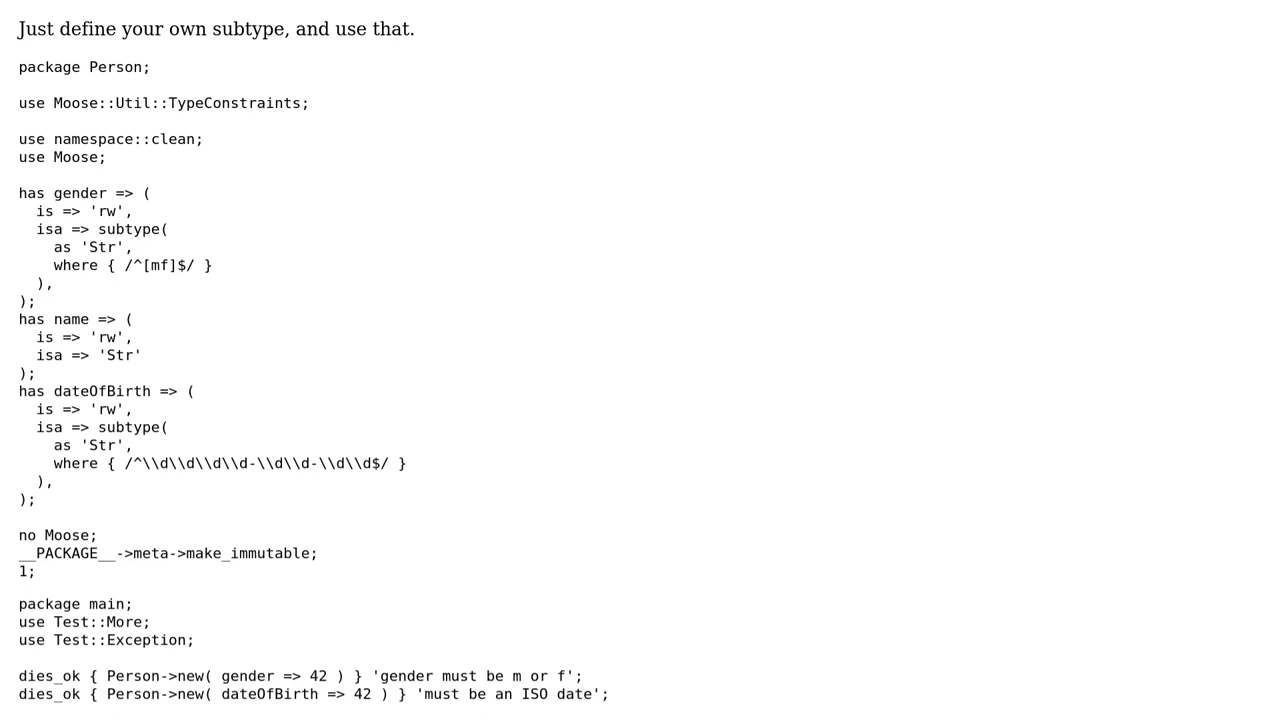 Just define your own subtype, and use that.
package Person;
use Moose::Util::TypeConstraints;
use namespace::clean;
use Moose;
has gender => (
  is => 'rw',
  isa => subtype(
    as 'Str',
    where { /^[mf]$/ }
  ),
);
has name => (
  is => 'rw',
  isa => 'Str'
);
has dateOfBirth => (
  is => 'rw',
  isa => subtype(
    as 'Str',
    where { /^\\d\\d\\d\\d-\\d\\d-\\d\\d$/ }
  ),
);
no Moose;
__PACKAGE__->meta->make_immutable;
1;
package main;
use Test::More;
use Test::Exception;
dies_ok { Person->new( gender => 42 ) } 'gender must be m or f';
dies_ok { Person->new( dateOfBirth => 42 ) } 'must be an ISO date';